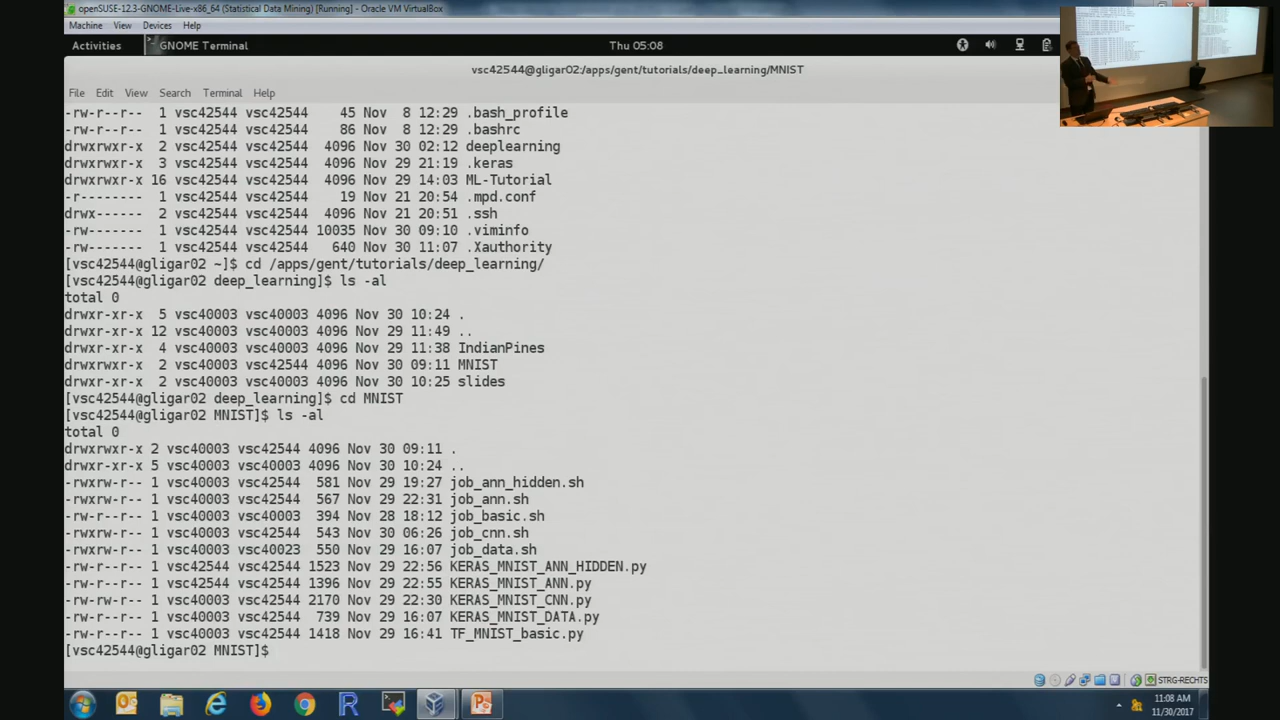 openSUSE-12.3-GNOME-Live-x86_64 (Statistical Data Mining) [Running] - Oracle VM VirtualBox
Machine View Devices Help
Activities GNOME Terminal Thu 05:08
vsc42544@gligar02:/apps/gent/tutorials/deep_learning/MNIST
File Edit View Search Terminal Help
-rw-r--r-- 1 vsc42544 vsc42544 45 Nov 8 12:29 .bash_profile
-rw-r--r-- 1 vsc42544 vsc42544 86 Nov 8 12:29 .bashrc
drwxrwxr-x 2 vsc42544 vsc42544 4096 Nov 30 02:12 deeplearning
drwxrwxr-x 3 vsc42544 vsc42544 4096 Nov 29 21:19 .keras
drwxrwxr-x 16 vsc42544 vsc42544 4096 Nov 29 14:03 ML-Tutorial
-r-------- 1 vsc42544 vsc42544 19 Nov 21 20:54 .mpd.conf
drwx------ 2 vsc42544 vsc42544 4096 Nov 21 20:51 .ssh
-rw------- 1 vsc42544 vsc42544 10035 Nov 30 09:10 .viminfo
-rw------- 1 vsc42544 vsc42544 640 Nov 30 11:07 .Xauthority
[vsc42544@gligar02 ~]$ cd /apps/gent/tutorials/deep_learning/
[vsc42544@gligar02 deep_learning]$ ls -al
total 0
drwxr-xr-x 5 vsc40003 vsc40003 4096 Nov 30 10:24 .
drwxr-xr-x 12 vsc40003 vsc40003 4096 Nov 29 11:49 ..
drwxr-xr-x 4 vsc40003 vsc40003 4096 Nov 29 11:38 IndianPines
drwxrwxr-x 2 vsc40003 vsc42544 4096 Nov 30 09:11 MNIST
drwxr-xr-x 2 vsc40003 vsc40003 4096 Nov 30 10:25 slides
[vsc42544@gligar02 deep_learning]$ cd MNIST
[vsc42544@gligar02 MNIST]$ ls -al
total 0
drwxrwxr-x 2 vsc40003 vsc42544 4096 Nov 30 09:11 .
drwxr-xr-x 5 vsc40003 vsc40003 4096 Nov 30 10:24 ..
-rwxrwxr-- 1 vsc40003 vsc42544 581 Nov 29 19:27 job_ann_hidden.sh
-rwxrwxr-- 1 vsc40003 vsc42544 567 Nov 29 22:31 job_ann.sh
-rw-rw-r-- 1 vsc40003 vsc40003 394 Nov 28 18:12 job_basic.sh
-rwxrw-r-- 1 vsc40003 vsc42544 543 Nov 30 06:26 job_cnn.sh
-rwxrw-r-- 1 vsc40003 vsc40023 550 Nov 29 16:07 job_data.sh
-rwxrw-r-- 1 vsc40003 vsc42544 1523 Nov 29 22:56 KERAS_MNIST_ANN_HIDDEN.py
-rwxrw-r-- 1 vsc40003 vsc42544 1396 Nov 29 22:55 KERAS_MNIST_ANN.py
-rwxrw-r-- 1 vsc40003 vsc42544 2170 Nov 29 22:30 KERAS_MNIST_CNN.py
-rwxrw-r-- 1 vsc40003 vsc42544 739 Nov 29 16:07 KERAS_MNIST_DATA.py
-rw-rw-r-- 1 vsc40003 vsc42544 1418 Nov 29 16:41 TF_MNIST_basic.py
[vsc42544@gligar02 MNIST]$
STRG-RECHTS
11:08 AM
11/30/2017